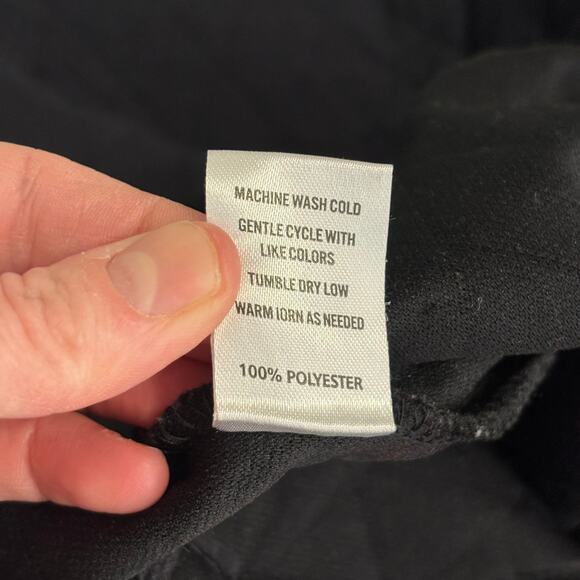 MACHINE WASH COLD
GENTLE CYCLE WITH
LIKE COLORS
TUMBLE DRY LOW
WARM IORN AS NEEDED
100% POLYESTER